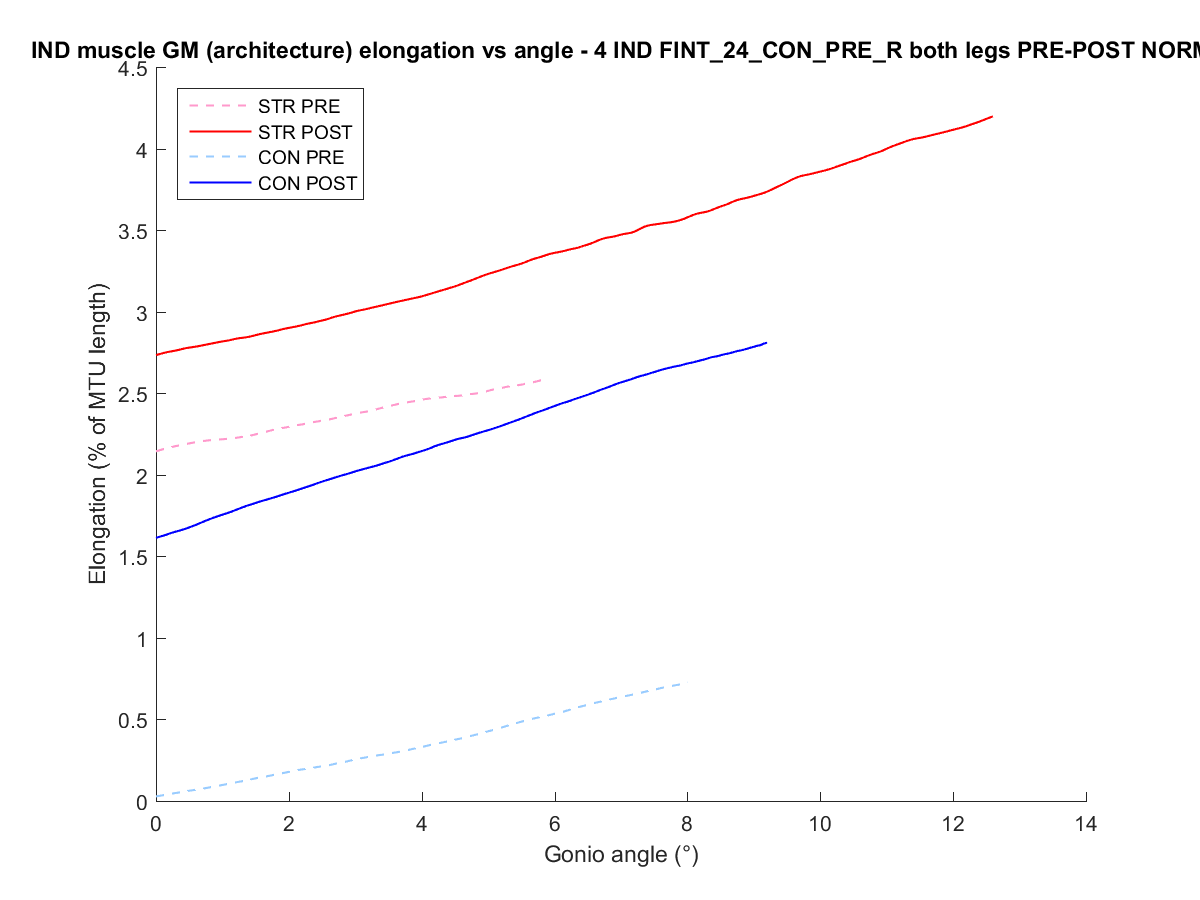 IND muscle GM (architecture) elongation vs angle - 4 IND FINT_24_CON_PRE_R both legs PRE-POST NORM
4.5
4
3.5
3
2.5
2
1.5
1
0.5
0
STR PRE
STR POST
CON PRE
CON POST
Elongation (% of MTU length)
0 2 4 6 8 10 12 14
Gonio angle (°)